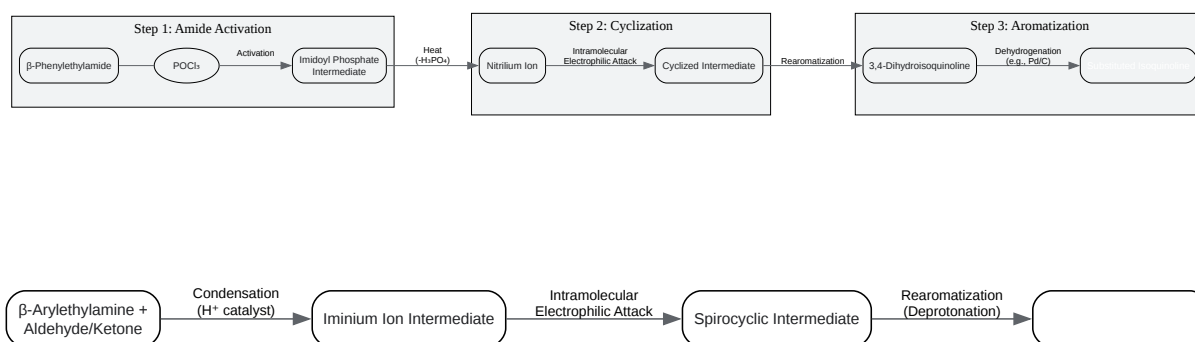 Step 1: Amide Activation
β-Phenylethylamide
POCl₃
Activation
Imidoyl Phosphate
Intermediate
Heat
(-H₃PO₄)
Step 2: Cyclization
Nitrilium Ion
Intramolecular
Electrophilic Attack
Cyclized Intermediate
Rearomatization
Step 3: Aromatization
3,4-Dihydroisoquinoline
Dehydrogenation
(e.g., Pd/C)
β-Arylethylamine +
Aldehyde/Ketone
Condensation
(H⁺ catalyst)
Iminium Ion Intermediate
Intramolecular
Electrophilic Attack
Spirocyclic Intermediate
Rearomatization
(Deprotonation)